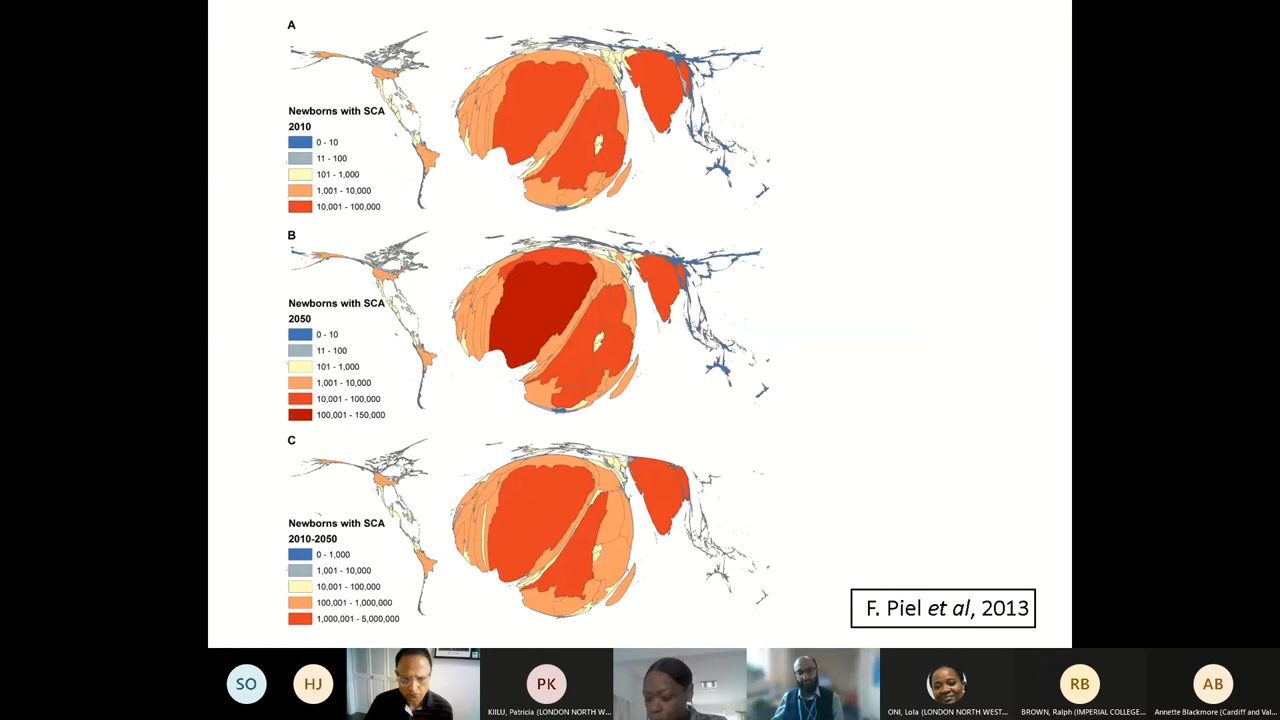 A
Newborns with SCA
2010
0 - 10
11 - 100
101 - 1,000
1,001 - 10,000
10,001 - 100,000
B
Newborns with SCA
2050
0 - 10
11 - 100
101 - 1,000
1,001 - 10,000
10,001 - 100,000
100,001 - 150,000
C
Newborns with SCA
2010-2050
0 - 1,000
1,001 - 10,000
10,001 - 100,000
100,001 - 1,000,000
1,000,001 - 5,000,000
F. Piel et al, 2013
SO
HJ
PK
RB
AB
KIILU, Patricia (LONDON NORTH W...
ONI, Lola (LONDON NORTH WEST...
BROWN, Ralph (IMPERIAL COLLEGE...
Annette Blackmore (Cardiff and Val...